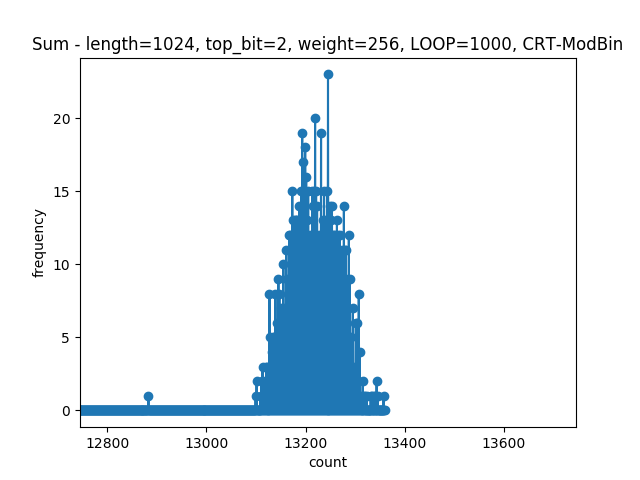 Sum - length=1024, top_bit=2, weight=256, LOOP=1000, CRT-ModBin
frequency
20
15
10
5
0
12800 13000 13200 13400 13600
count